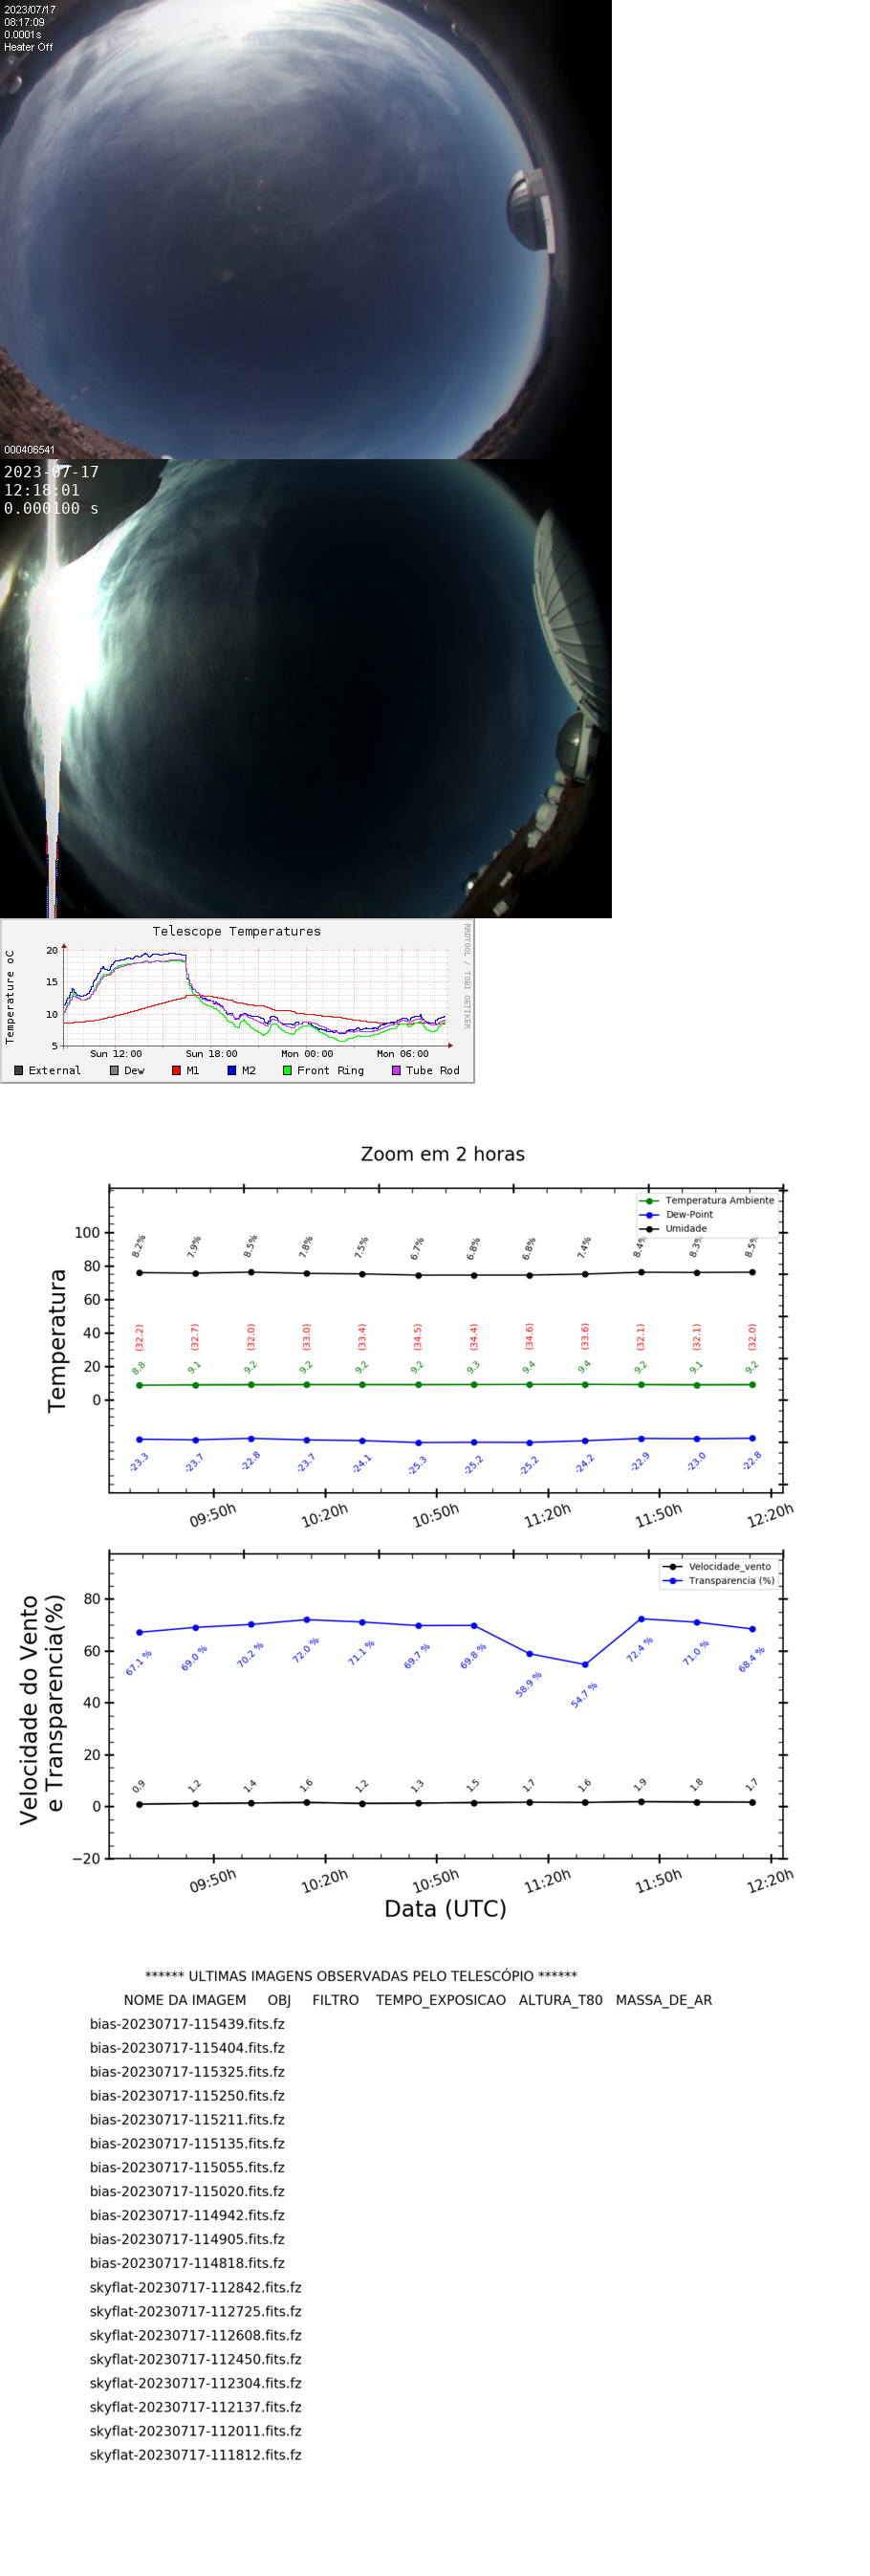 2023/07/17
08:17:09
0.0001s
Heater Off
000406541
2023-07-17
12:18:01
0.000100 s
Telescope Temperatures
RRDTOOL / TOBI OETIKER
Temperature oC
20
15
10
5
Sun 12:00 Sun 18:00 Mon 00:00 Mon 06:00
External Dew M1 M2 Front Ring Tube Rod
Zoom em 2 horas
Temperatura Ambiente
Dew-Point
Umidade
Temperatura
100
80
60
40
20
0
8.2% 7.9% 8.5% 7.8% 7.5% 6.7% 6.8% 6.8% 7.4% 8.4% 8.3% 8.5%
(32.2) (32.7) (32.0) (33.0) (33.4) (34.5) (34.4) (34.6) (33.6) (32.1) (32.1) (32.0)
8.8 9.1 9.2 9.2 9.2 9.2 9.3 9.4 9.4 9.2 9.1 9.2
-23.3 -23.7 -22.8 -23.7 -24.1 -25.3 -25.2 -25.2 -24.2 -22.9 -23.0 -22.8
09:50h 10:20h 10:50h 11:20h 11:50h 12:20h
Velocidade_vento
Transparencia (%)
Velocidade do Vento
e Transparencia(%)
80
60
40
20
0
−20
67.1 % 69.0 % 70.2 % 72.0 % 71.1 % 69.7 % 69.8 % 58.9 % 54.7 % 72.4 % 71.0 % 68.4 %
0.9 1.2 1.4 1.6 1.2 1.3 1.5 1.7 1.6 1.9 1.8 1.7
09:50h 10:20h 10:50h 11:20h 11:50h 12:20h
Data (UTC)
****** ULTIMAS IMAGENS OBSERVADAS PELO TELESCÓPIO ******
NOME DA IMAGEM OBJ FILTRO TEMPO_EXPOSICAO ALTURA_T80 MASSA_DE_AR
bias-20230717-115439.fits.fz
bias-20230717-115404.fits.fz
bias-20230717-115325.fits.fz
bias-20230717-115250.fits.fz
bias-20230717-115211.fits.fz
bias-20230717-115135.fits.fz
bias-20230717-115055.fits.fz
bias-20230717-115020.fits.fz
bias-20230717-114942.fits.fz
bias-20230717-114905.fits.fz
bias-20230717-114818.fits.fz
skyflat-20230717-112842.fits.fz
skyflat-20230717-112725.fits.fz
skyflat-20230717-112608.fits.fz
skyflat-20230717-112450.fits.fz
skyflat-20230717-112304.fits.fz
skyflat-20230717-112137.fits.fz
skyflat-20230717-112011.fits.fz
skyflat-20230717-111812.fits.fz